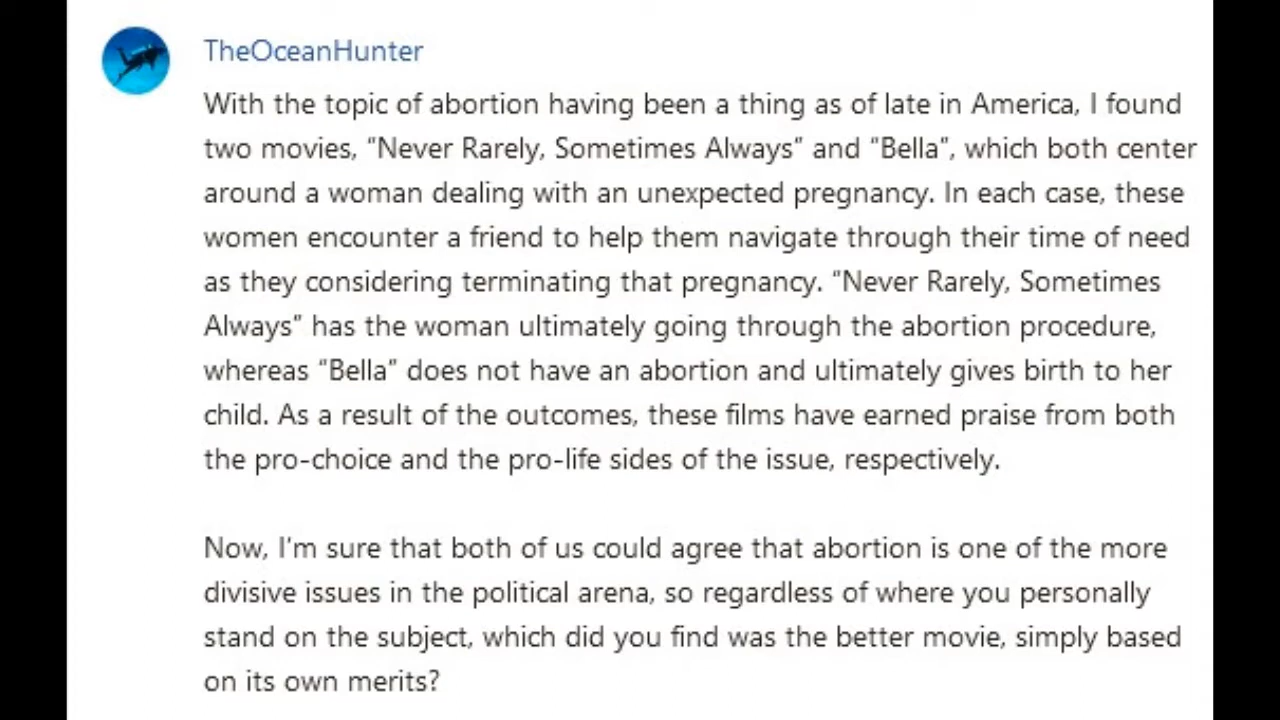 TheOceanHunter
With the topic of abortion having been a thing as of late in America, I found
two movies, “Never Rarely, Sometimes Always” and “Bella”, which both center
around a woman dealing with an unexpected pregnancy. In each case, these
women encounter a friend to help them navigate through their time of need
as they considering terminating that pregnancy. “Never Rarely, Sometimes
Always” has the woman ultimately going through the abortion procedure,
whereas “Bella” does not have an abortion and ultimately gives birth to her
child. As a result of the outcomes, these films have earned praise from both
the pro-choice and the pro-life sides of the issue, respectively.
Now, I'm sure that both of us could agree that abortion is one of the more
divisive issues in the political arena, so regardless of where you personally
stand on the subject, which did you find was the better movie, simply based
on its own merits?